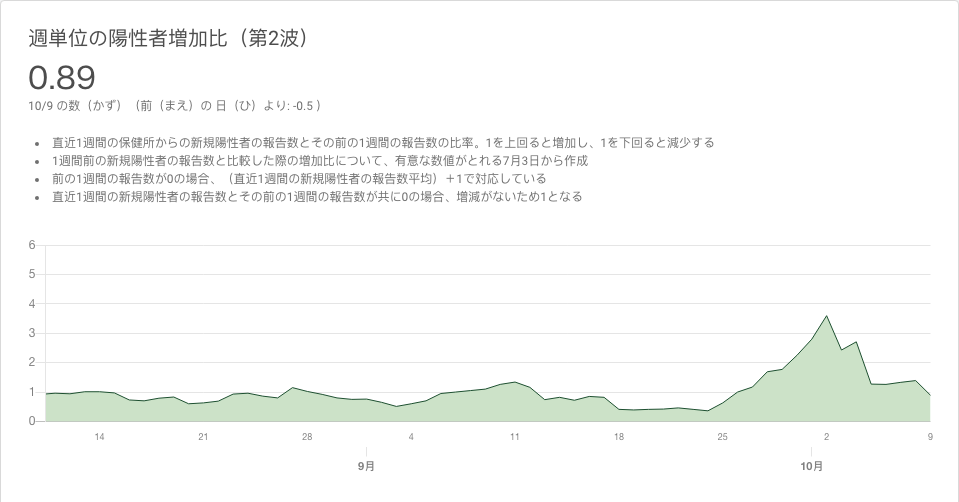 週単位の陽性者増加比（第2波）
0.89
10/9 の数（かず）（前（まえ）の 日（ひ）より: -0.5 ）
直近1週間の保健所からの新規陽性者の報告数とその前の1週間の報告数の比率。1を上回ると増加し、1を下回ると減少する
1週間前の新規陽性者の報告数と比較した際の増加比について、有意な数値がとれる7月3日から作成
前の1週間の報告数が0の場合、（直近1週間の新規陽性者の報告数平均）＋1で対応している
直近1週間の新規陽性者の報告数とその前の1週間の報告数が共に0の場合、増減がないため1となる
6
5
4
3
2
1
0
14 21 28 4 11 18 25 2 9
9月 10月